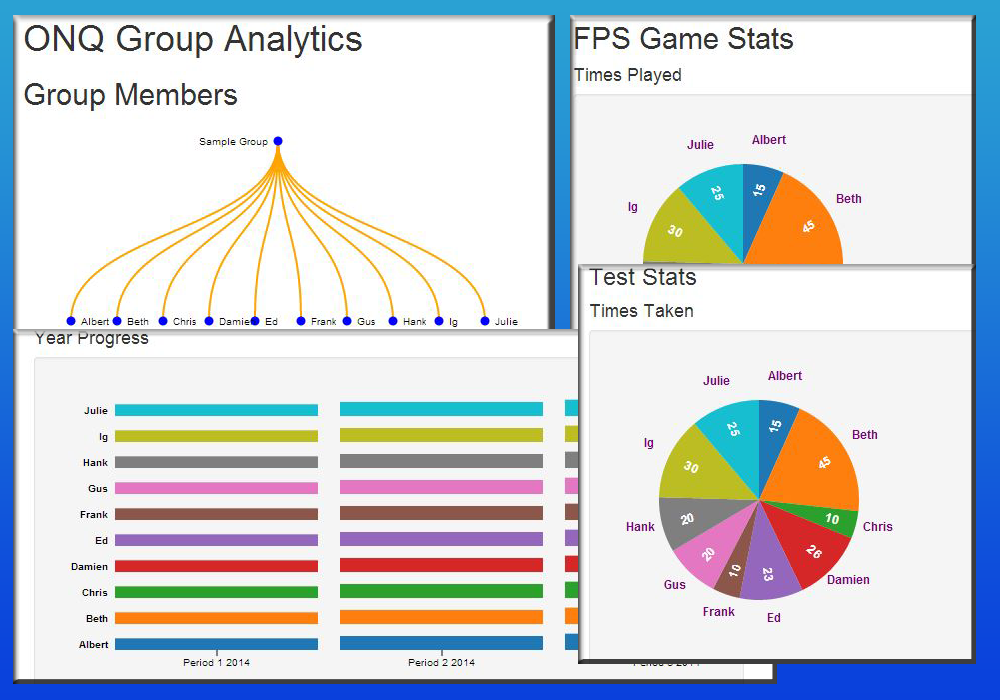 ONQ Group Analytics
Group Members
Sample Group
Albert Beth Chris Damien Ed Frank Gus Hank Ig Julie
FPS Game Stats
Times Played
Julie Albert
Ig Beth
25 15
30 45
Year Progress
Julie
Ig
Hank
Gus
Frank
Ed
Damien
Chris
Beth
Albert
Period 1 2014 Period 2 2014
Test Stats
Times Taken
Julie Albert
Ig Beth
25 15
30 45
Hank 20 10 Chris
20 10 23 26
Gus Damien
Frank Ed